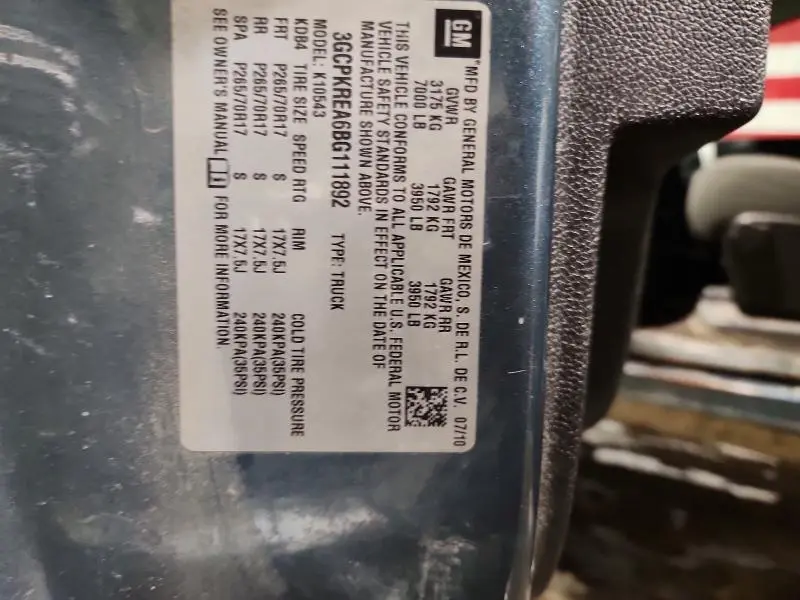 GM
MFD BY GENERAL MOTORS DE MEXICO, S. DE R.L. DE C.V. 07/10
GVWR GAWR FRT GAWR RR
3175 KG 1792 KG 1792 KG
7000 LB 3950 LB 3950 LB
THIS VEHICLE CONFORMS TO ALL APPLICABLE U.S. FEDERAL MOTOR
VEHICLE SAFETY STANDARDS IN EFFECT ON THE DATE OF
MANUFACTURE SHOWN ABOVE.
3GCPKREA6BG111892 TYPE: TRUCK
MODEL: K10543
KDB4 TIRE SIZE SPEED RTG RIM COLD TIRE PRESSURE
FRT P265/70R17 S 17X7.5J 240KPA(35PSI)
RR P265/70R17 S 17X7.5J 240KPA(35PSI)
SPA P265/70R17 S 17X7.5J 240KPA(35PSI)
SEE OWNER'S MANUAL FOR MORE INFORMATION.